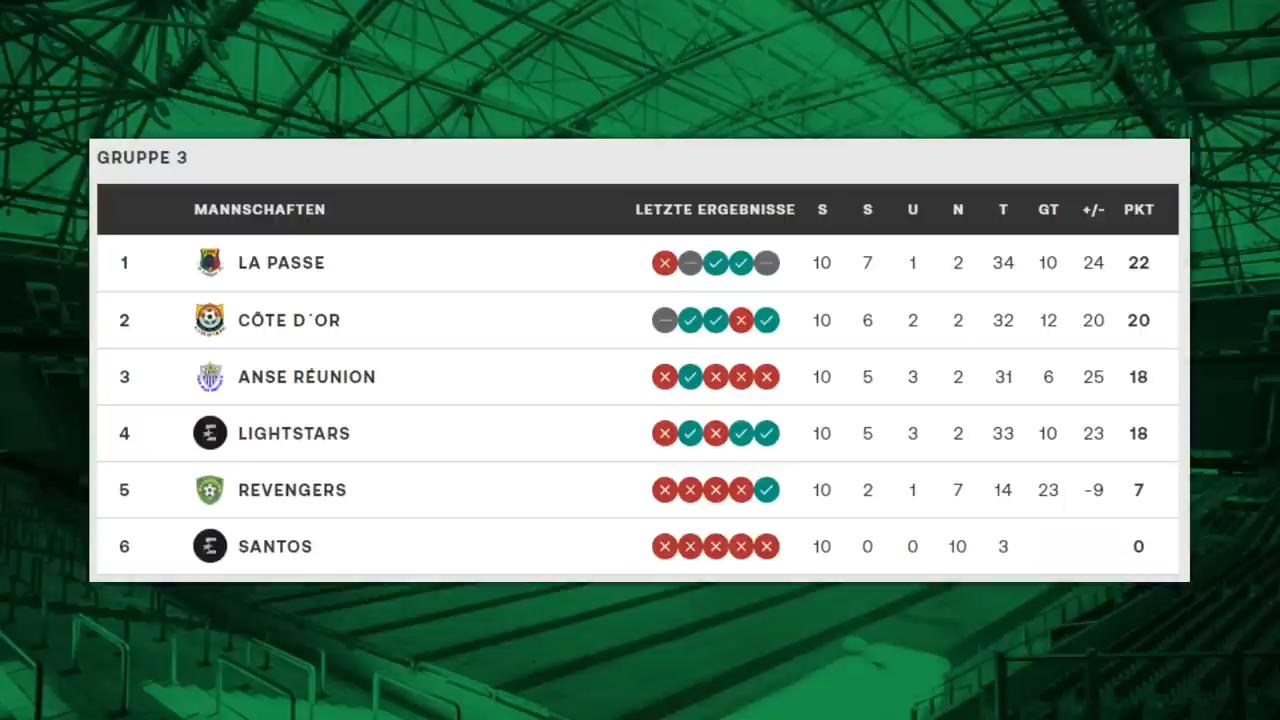 GRUPPE 3
MANNSCHAFTEN LETZTE ERGEBNISSE S S U N T GT +/- PKT
1 LA PASSE 10 7 1 2 34 10 24 22
2 CÔTE D´OR 10 6 2 2 32 12 20 20
3 ANSE RÉUNION 10 5 3 2 31 6 25 18
4 LIGHTSTARS 10 5 3 2 33 10 23 18
5 REVENGERS 10 2 1 7 14 23 -9 7
6 SANTOS 10 0 0 10 3 0